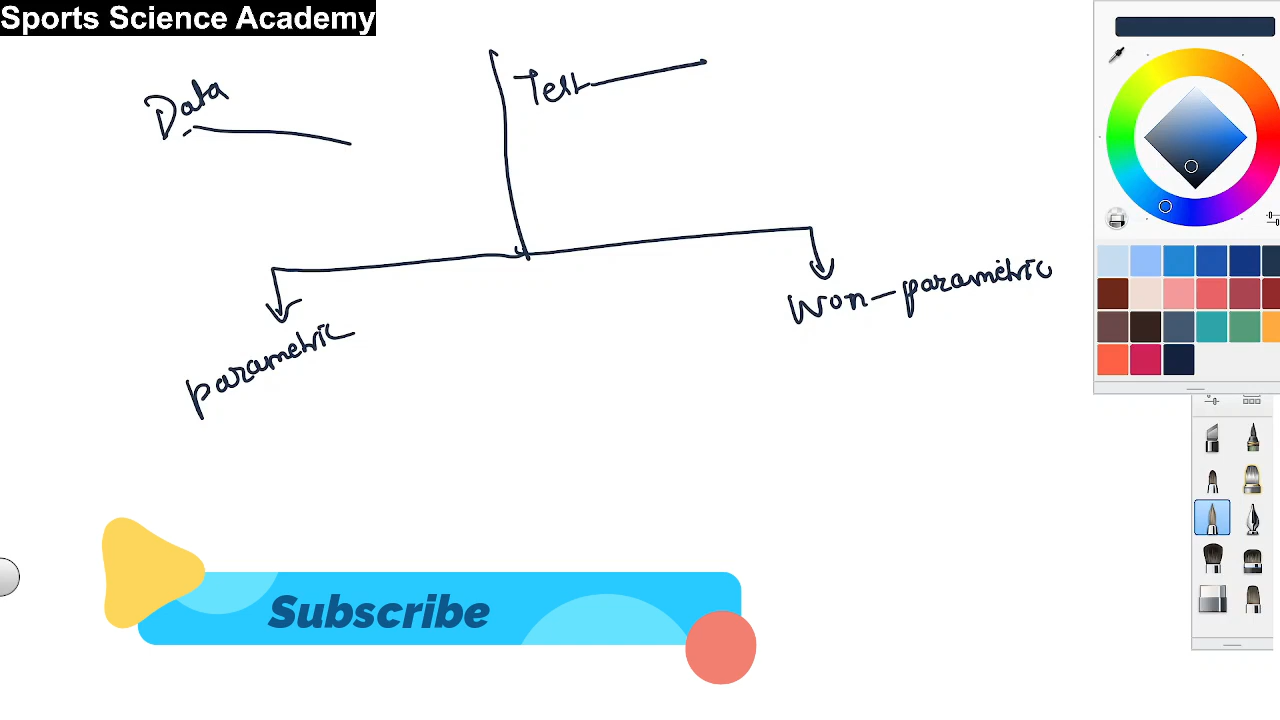 Sports Science Academy
Data
Test
Non-parametric
parametric
Subscribe